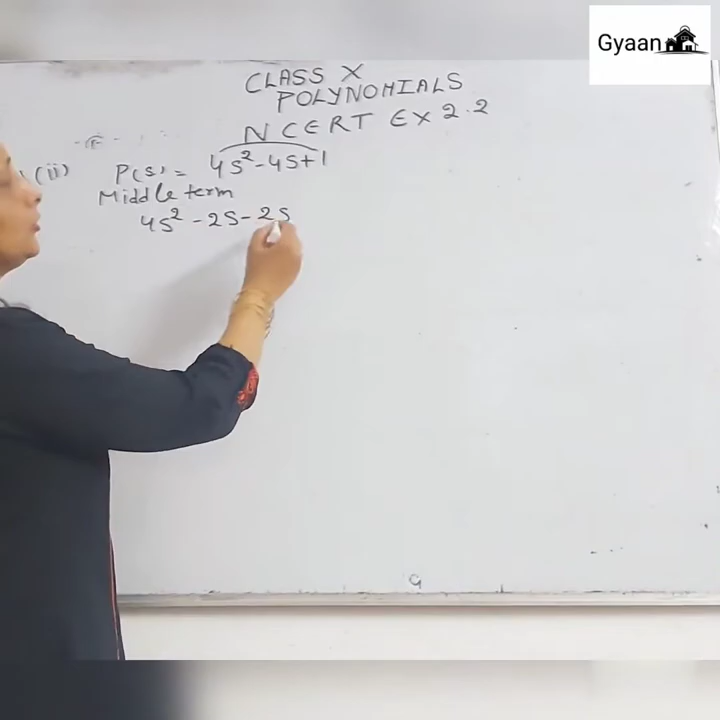 Gyaan
CLASS X
POLYNOMIALS
NCERT EX 2.2
(ii) P(s) = 4s² - 4s + 1
Middle term
4s² - 2s - 2s